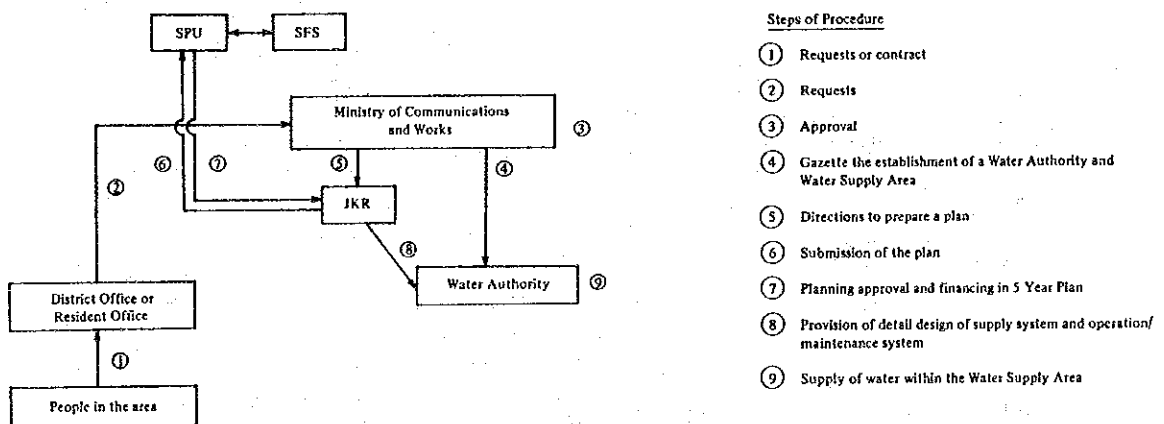 SPU
SFS
Ministry of Communications
and Works
③
⑥
⑦
⑤
④
②
JKR
⑧
Water Authority
⑨
District Office or
Resident Office
①
People in the area
Steps of Procedure
① Requests or contract
② Requests
③ Approval
④ Gazette the establishment of a Water Authority and
Water Supply Area
⑤ Directions to prepare a plan
⑥ Submission of the plan
⑦ Planning approval and financing in 5 Year Plan
⑧ Provision of detail design of supply system and operation/
maintenance system
⑨ Supply of water within the Water Supply Area